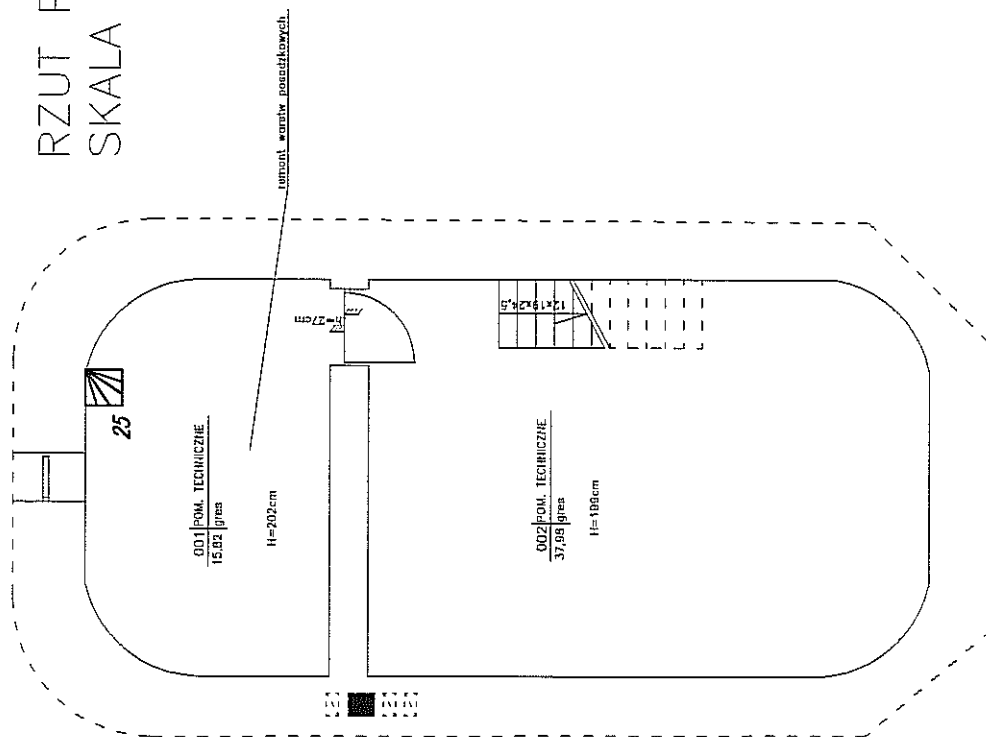 RZUT P
SKALA
remont warstw posadzkowych
h=27cm
12x19x24,5
25
001 POM. TECHNICZNE
15,82 gres
H=202cm
002 POM. TECHNICZNE
37,98 gres
H=199cm